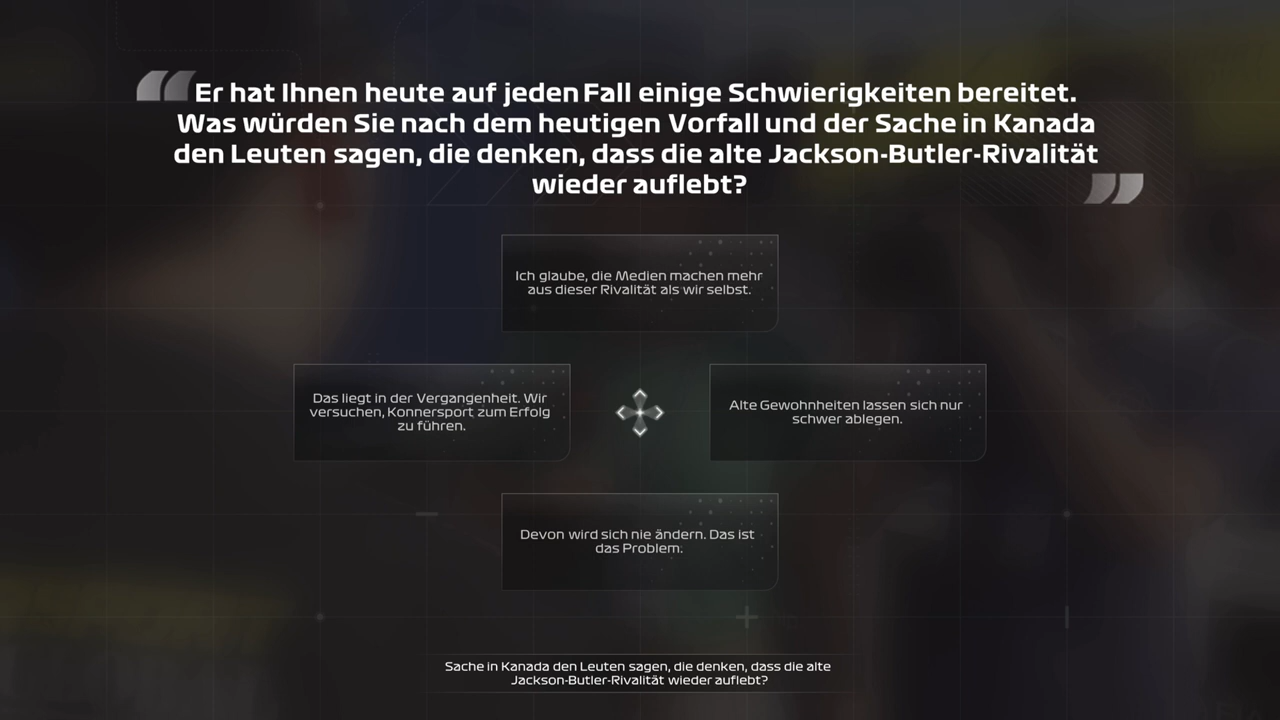 Er hat Ihnen heute auf jeden Fall einige Schwierigkeiten bereitet.
Was würden Sie nach dem heutigen Vorfall und der Sache in Kanada
den Leuten sagen, die denken, dass die alte Jackson-Butler-Rivalität
wieder auflebt?
Ich glaube, die Medien machen mehr
aus dieser Rivalität als wir selbst.
Das liegt in der Vergangenheit. Wir
versuchen, Konnersport zum Erfolg
zu führen.
Alte Gewohnheiten lassen sich nur
schwer ablegen.
Devon wird sich nie ändern. Das ist
das Problem.
Sache in Kanada den Leuten sagen, die denken, dass die alte
Jackson-Butler-Rivalität wieder auflebt?